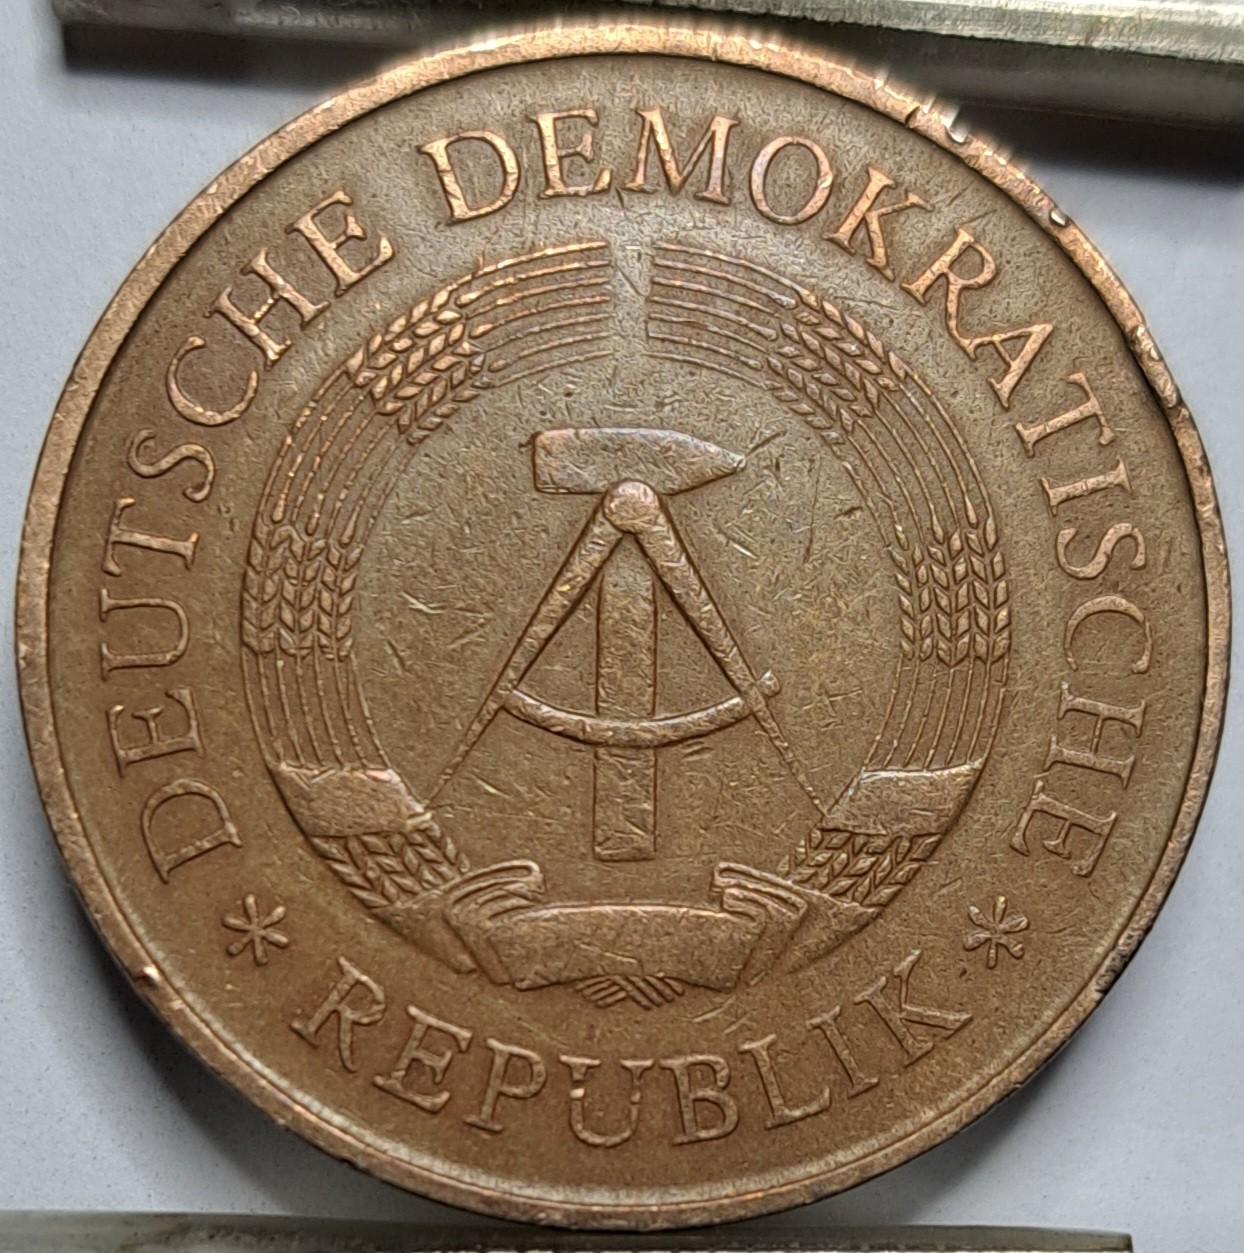 DEUTSCHE DEMOKRATISCHE
* REPUBLIK *